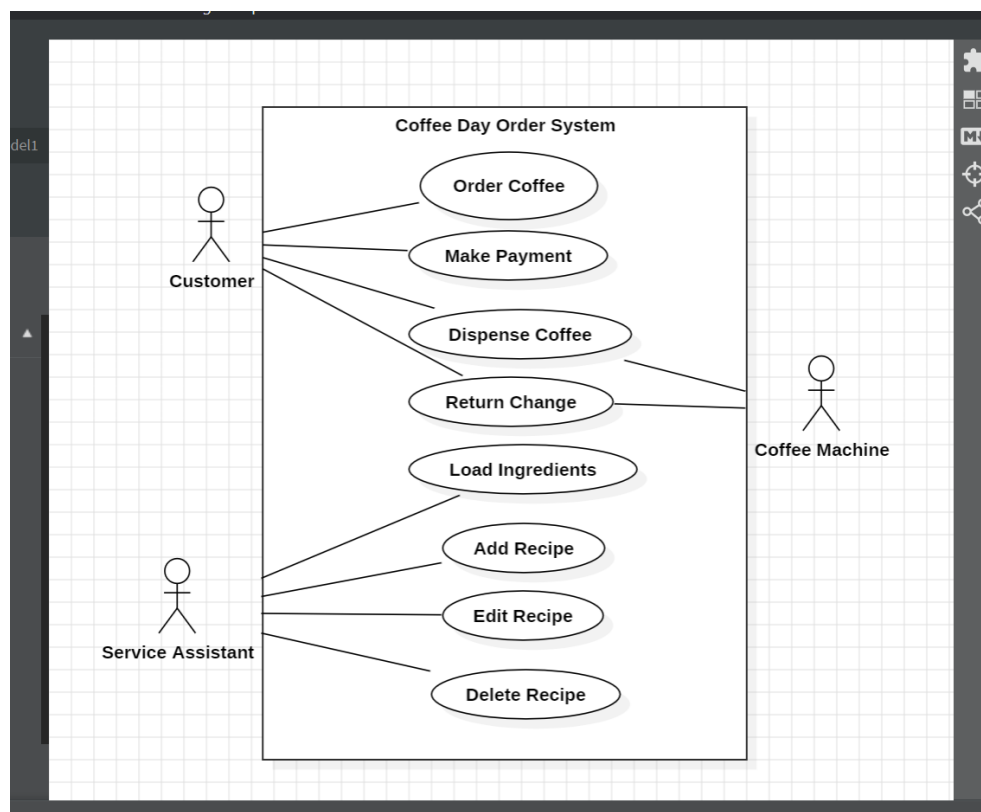 del1
Coffee Day Order System
Order Coffee
Make Payment
Customer
Dispense Coffee
Return Change
Coffee Machine
Load Ingredients
Add Recipe
Edit Recipe
Service Assistant
Delete Recipe